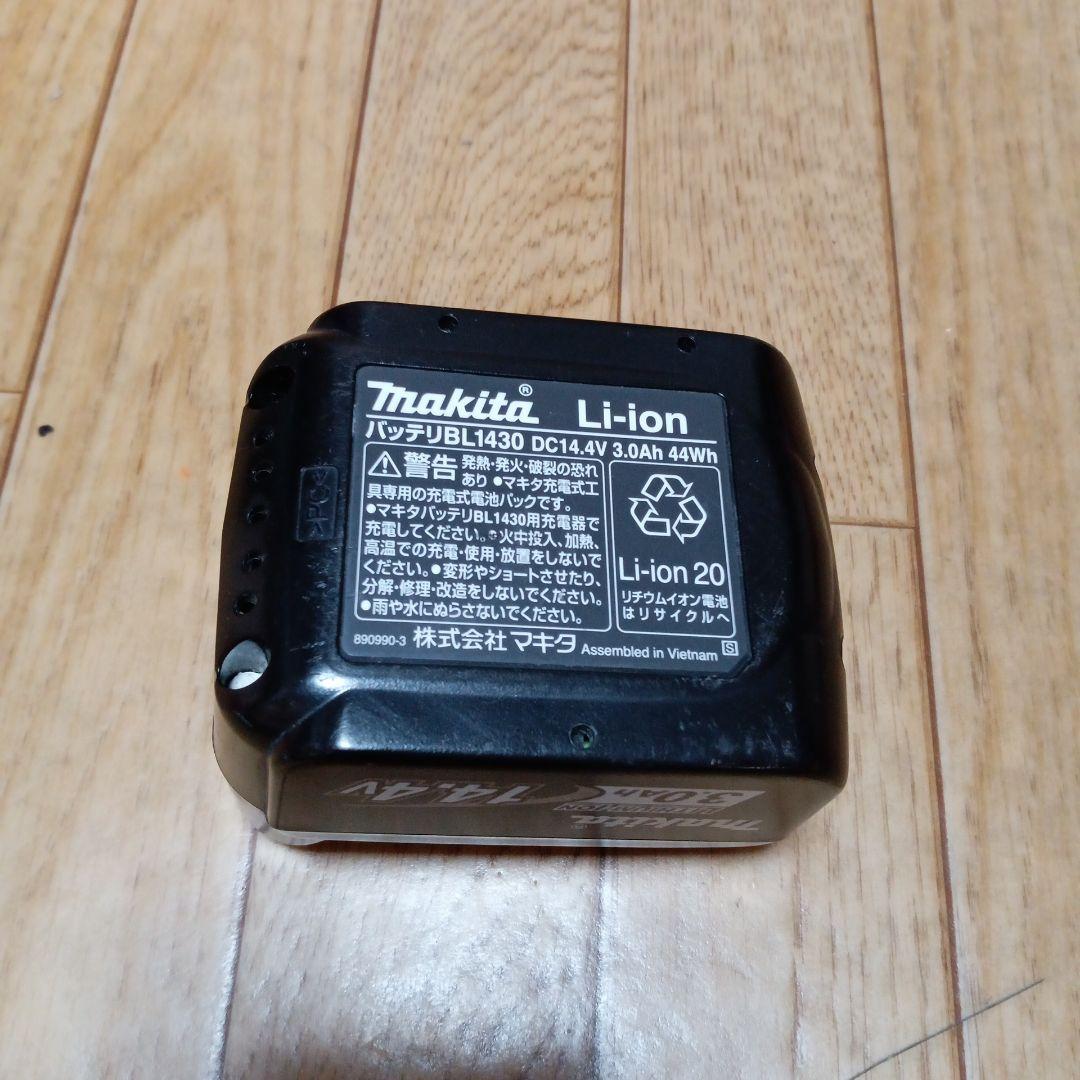 makita® Li-ion
バッテリBL1430 DC14.4V 3.0Ah 44Wh
警告 発熱・発火・破裂の恐れ
あり ●マキタ充電式工
具専用の充電式電池パックです。
●マキタバッテリBL1430用充電器で
充電してください。●火中投入、加熱、
高温での充電・使用・放置をしないで
ください。●変形やショートさせたり、
分解・修理・改造をしないでください。
●雨や水にぬらさないでください。
Li-ion 20
リチウムイオン電池
はリサイクルへ
890990-3 株式会社マキタ Assembled in Vietnam S
14.4V
3.0Ah
makita®